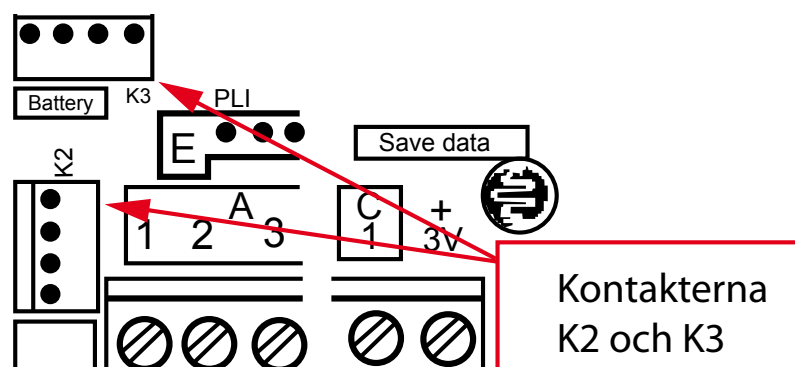 Battery
K3
PLI
E
Save data
K2
A
1 2 3
C
1
+
3V
Kontakterna
K2 och K3